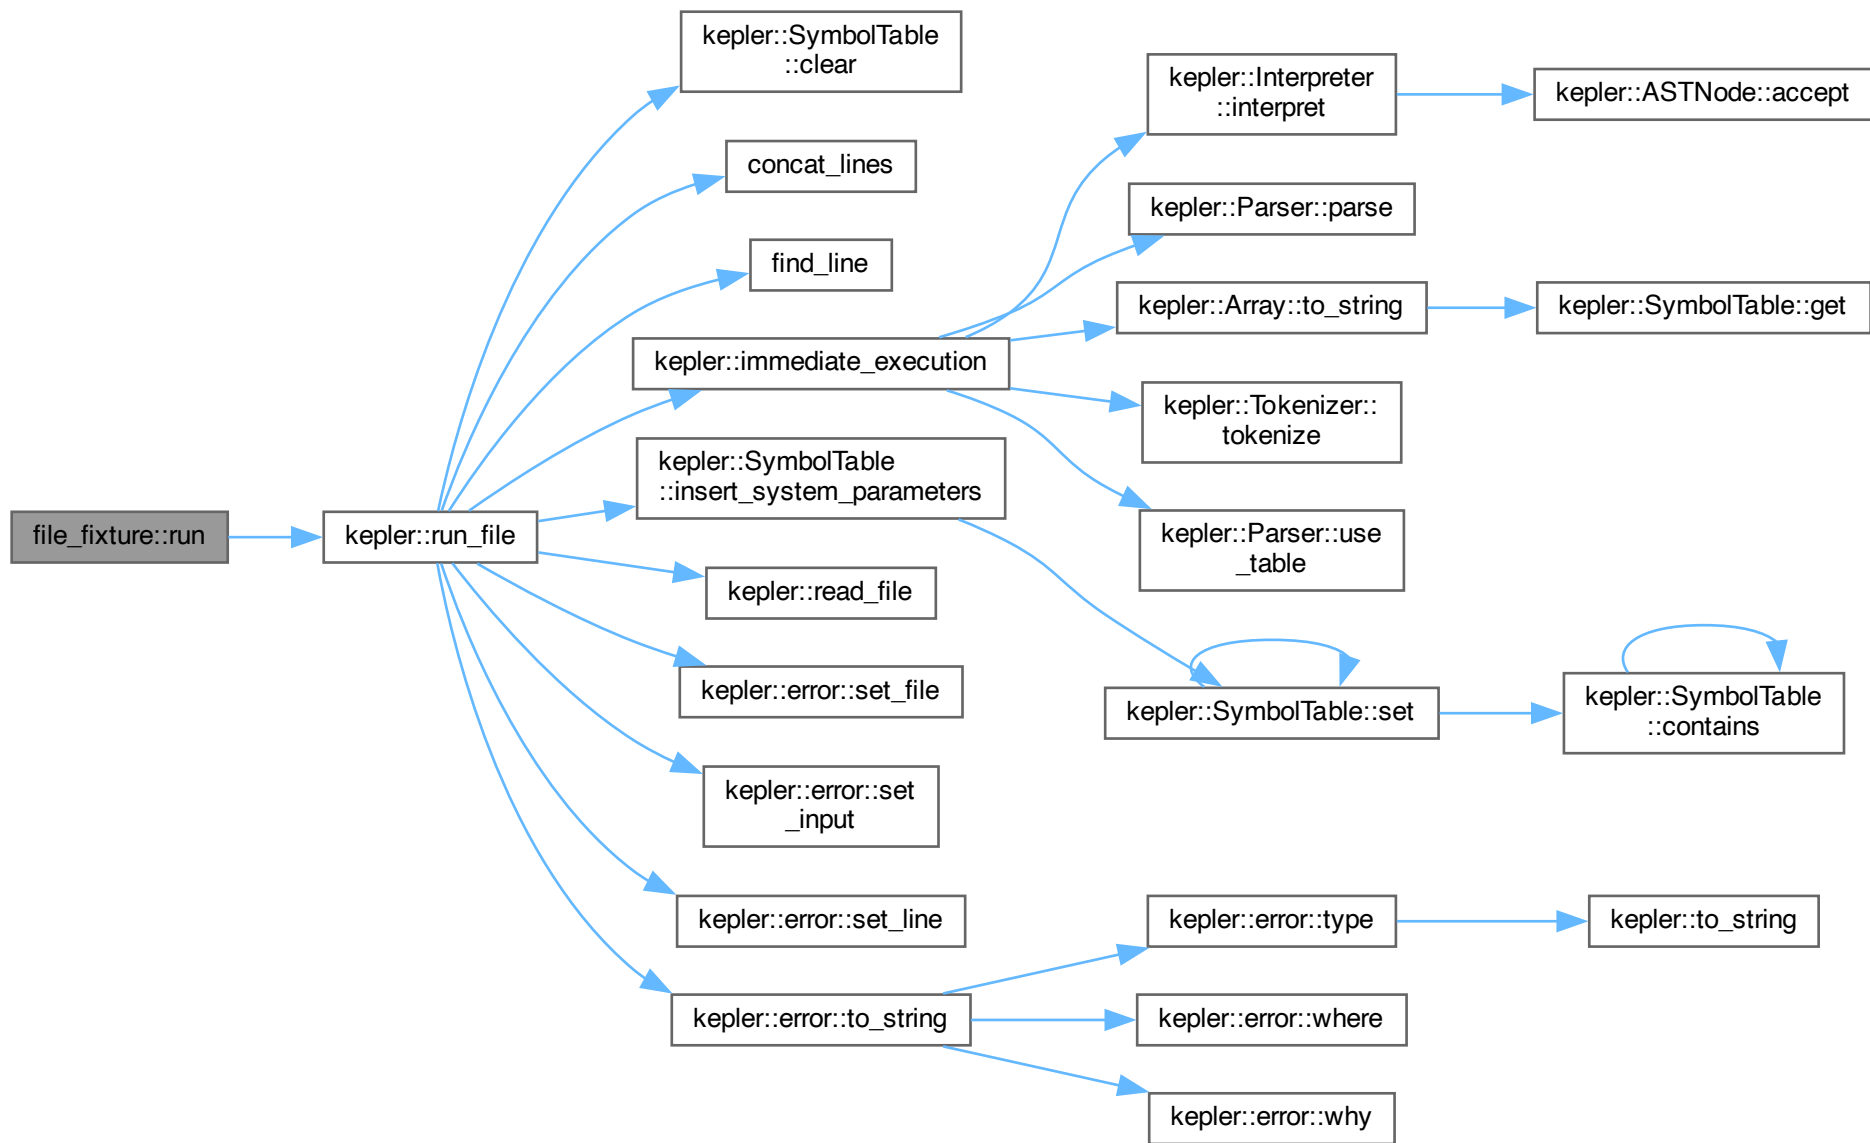 file_fixture::run
kepler::run_file
kepler::SymbolTable
::clear
concat_lines
find_line
kepler::immediate_execution
kepler::SymbolTable
::insert_system_parameters
kepler::read_file
kepler::error::set_file
kepler::error::set
_input
kepler::error::set_line
kepler::error::to_string
kepler::Interpreter
::interpret
kepler::Parser::parse
kepler::Array::to_string
kepler::Tokenizer::
tokenize
kepler::Parser::use
_table
kepler::SymbolTable::set
kepler::error::type
kepler::error::where
kepler::error::why
kepler::ASTNode::accept
kepler::SymbolTable::get
kepler::SymbolTable
::contains
kepler::to_string